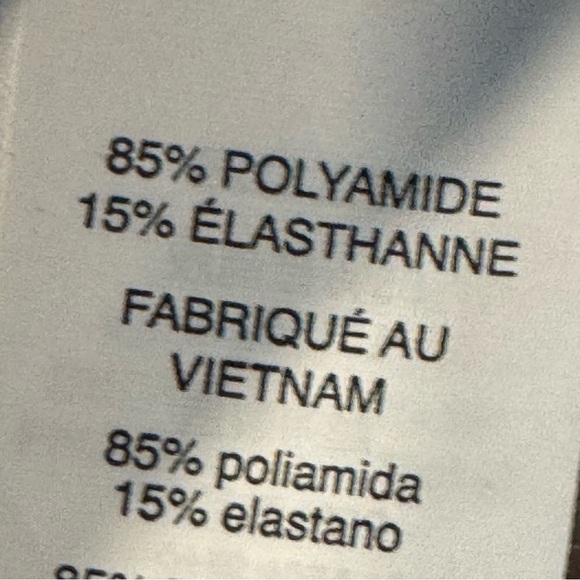 85% POLYAMIDE
15% ÉLASTHANNE
FABRIQUÉ AU
VIETNAM
85% poliamida
15% elastano